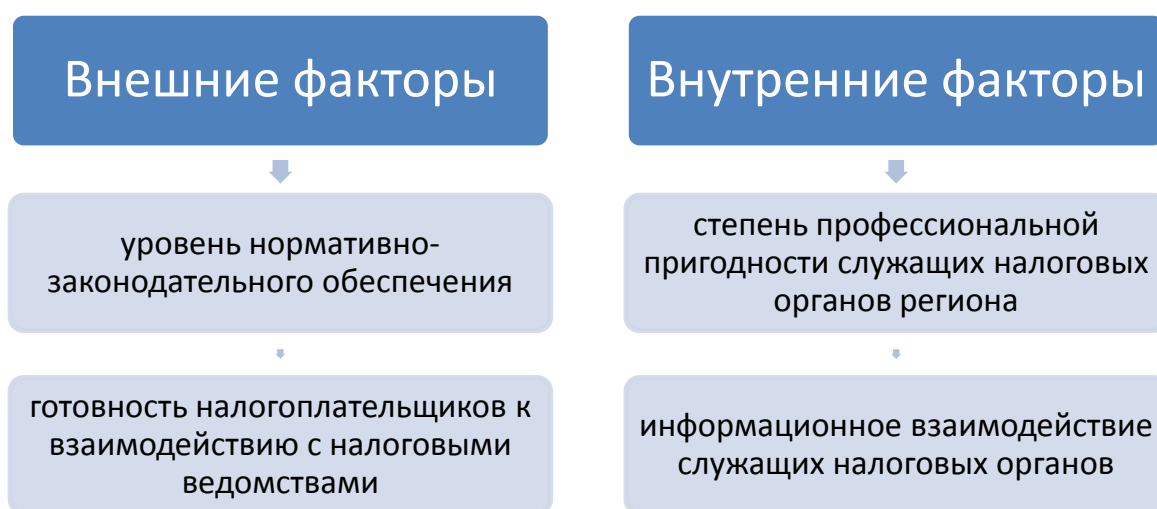 Внешние факторы
уровень нормативно-
законодательного обеспечения
готовность налогоплательщиков к
взаимодействию с налоговыми
ведомствами
Внутренние факторы
степень профессиональной
пригодности служащих налоговых
органов региона
информационное взаимодействие
служащих налоговых органов